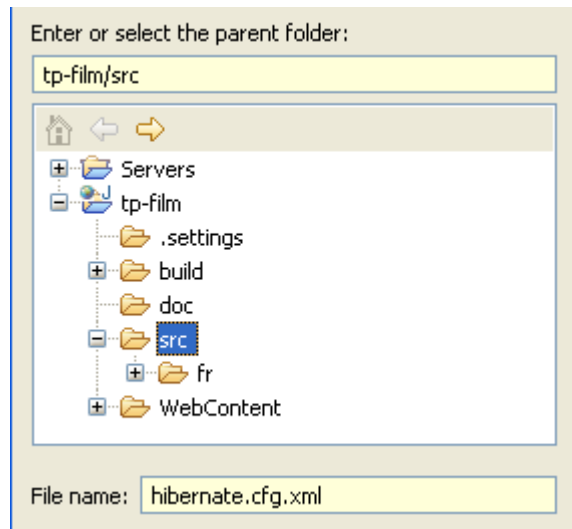 Enter or select the parent folder:
tp-film/src
Servers
tp-film
.settings
build
doc
src
fr
WebContent
File name: hibernate.cfg.xml